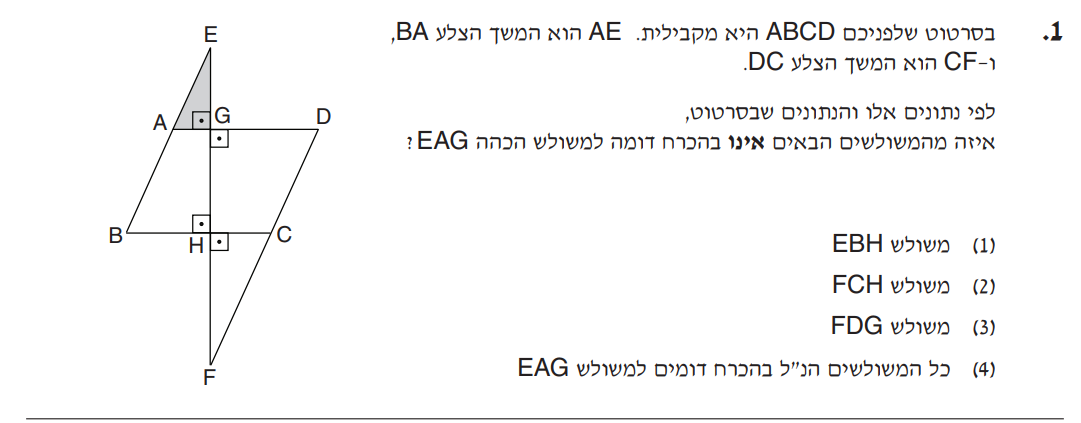 1. בסרטוט שלפניכם ABCD היא מקבילית. AE הוא המשך הצלע BA,
ו-CF הוא המשך הצלע DC.
לפי נתונים אלו והנתונים שבסרטוט,
איזה מהמשולשים הבאים אינו בהכרח דומה למשולש הכהה EAG?
(1) משולש EBH
(2) משולש FCH
(3) משולש FDG
(4) כל המשולשים הנ"ל בהכרח דומים למשולש EAG
E
A G D
B H C
F